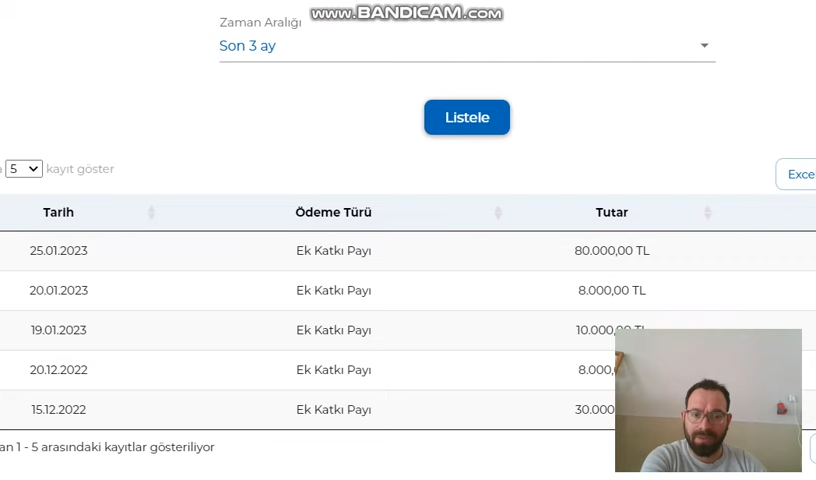 www.BANDICAM.com
Zaman Aralığı
Son 3 ay
Listele
5 kayıt göster
Exce
Tarih Ödeme Türü Tutar
25.01.2023 Ek Katkı Payı 80.000,00 TL
20.01.2023 Ek Katkı Payı 8.000,00 TL
19.01.2023 Ek Katkı Payı 10.000,00 TL
20.12.2022 Ek Katkı Payı 8.000,
15.12.2022 Ek Katkı Payı 30.000
an 1 - 5 arasındaki kayıtlar gösteriliyor